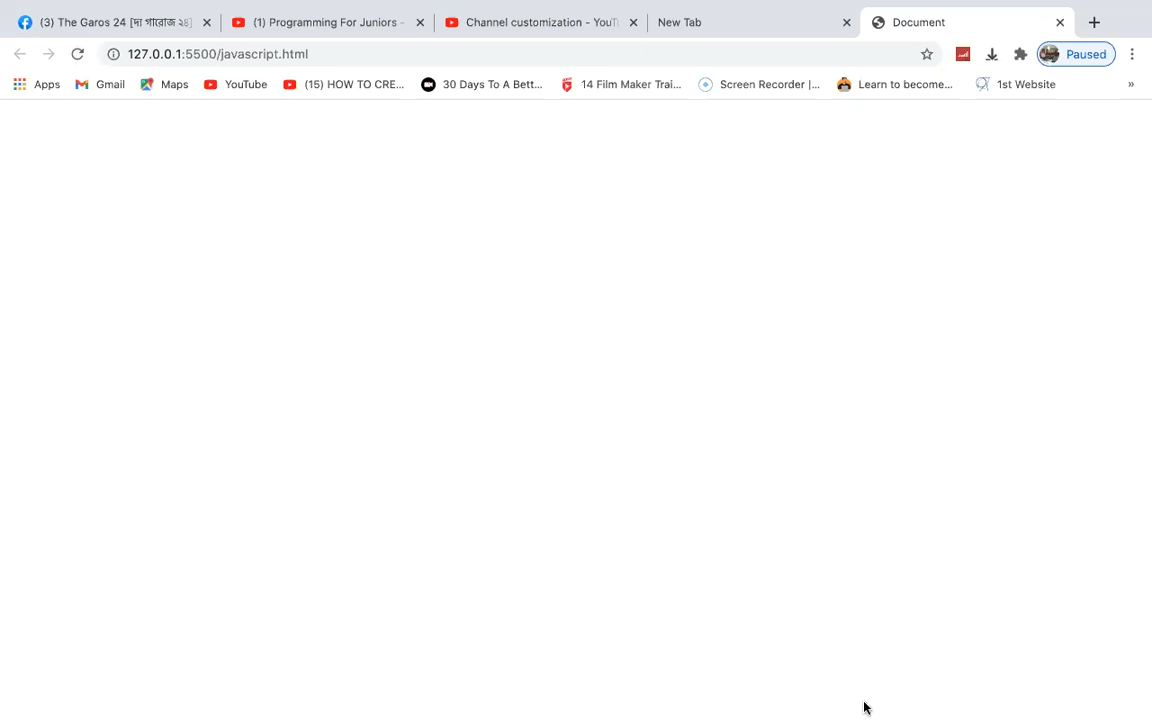 (3) The Garos 24 [দ্য গারোজ ২৪]
(1) Programming For Juniors -
Channel customization - YouTu
New Tab
Document
127.0.0.1:5500/javascript.html
Paused
Apps
Gmail
Maps
YouTube
(15) HOW TO CRE...
30 Days To A Bett...
14 Film Maker Trai...
Screen Recorder |...
Learn to become...
1st Website
»